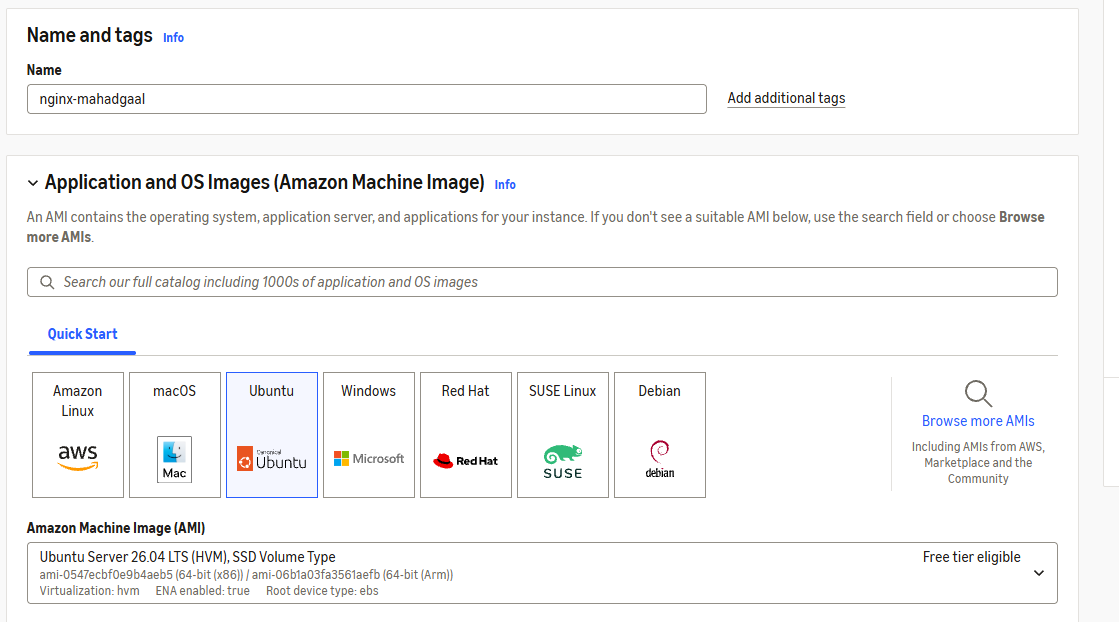 Name and tags Info
Name
nginx-mahadgaal
Add additional tags
Application and OS Images (Amazon Machine Image) Info
An AMI contains the operating system, application server, and applications for your instance. If you don't see a suitable AMI below, use the search field or choose Browse
more AMIs.
Search our full catalog including 1000s of application and OS images
Quick Start
Amazon
Linux
aws
macOS
Mac
Ubuntu
Canonical
Ubuntu
Windows
Microsoft
Red Hat
Red Hat
SUSE Linux
SUSE
Debian
debian
Browse more AMIs
Including AMIs from AWS,
Marketplace and the
Community
Amazon Machine Image (AMI)
Ubuntu Server 26.04 LTS (HVM), SSD Volume Type
Free tier eligible
ami-0547ecbf0e9b4aeb5 (64-bit (x86)) / ami-06b1a03fa3561aefb (64-bit (Arm))
Virtualization: hvm ENA enabled: true Root device type: ebs